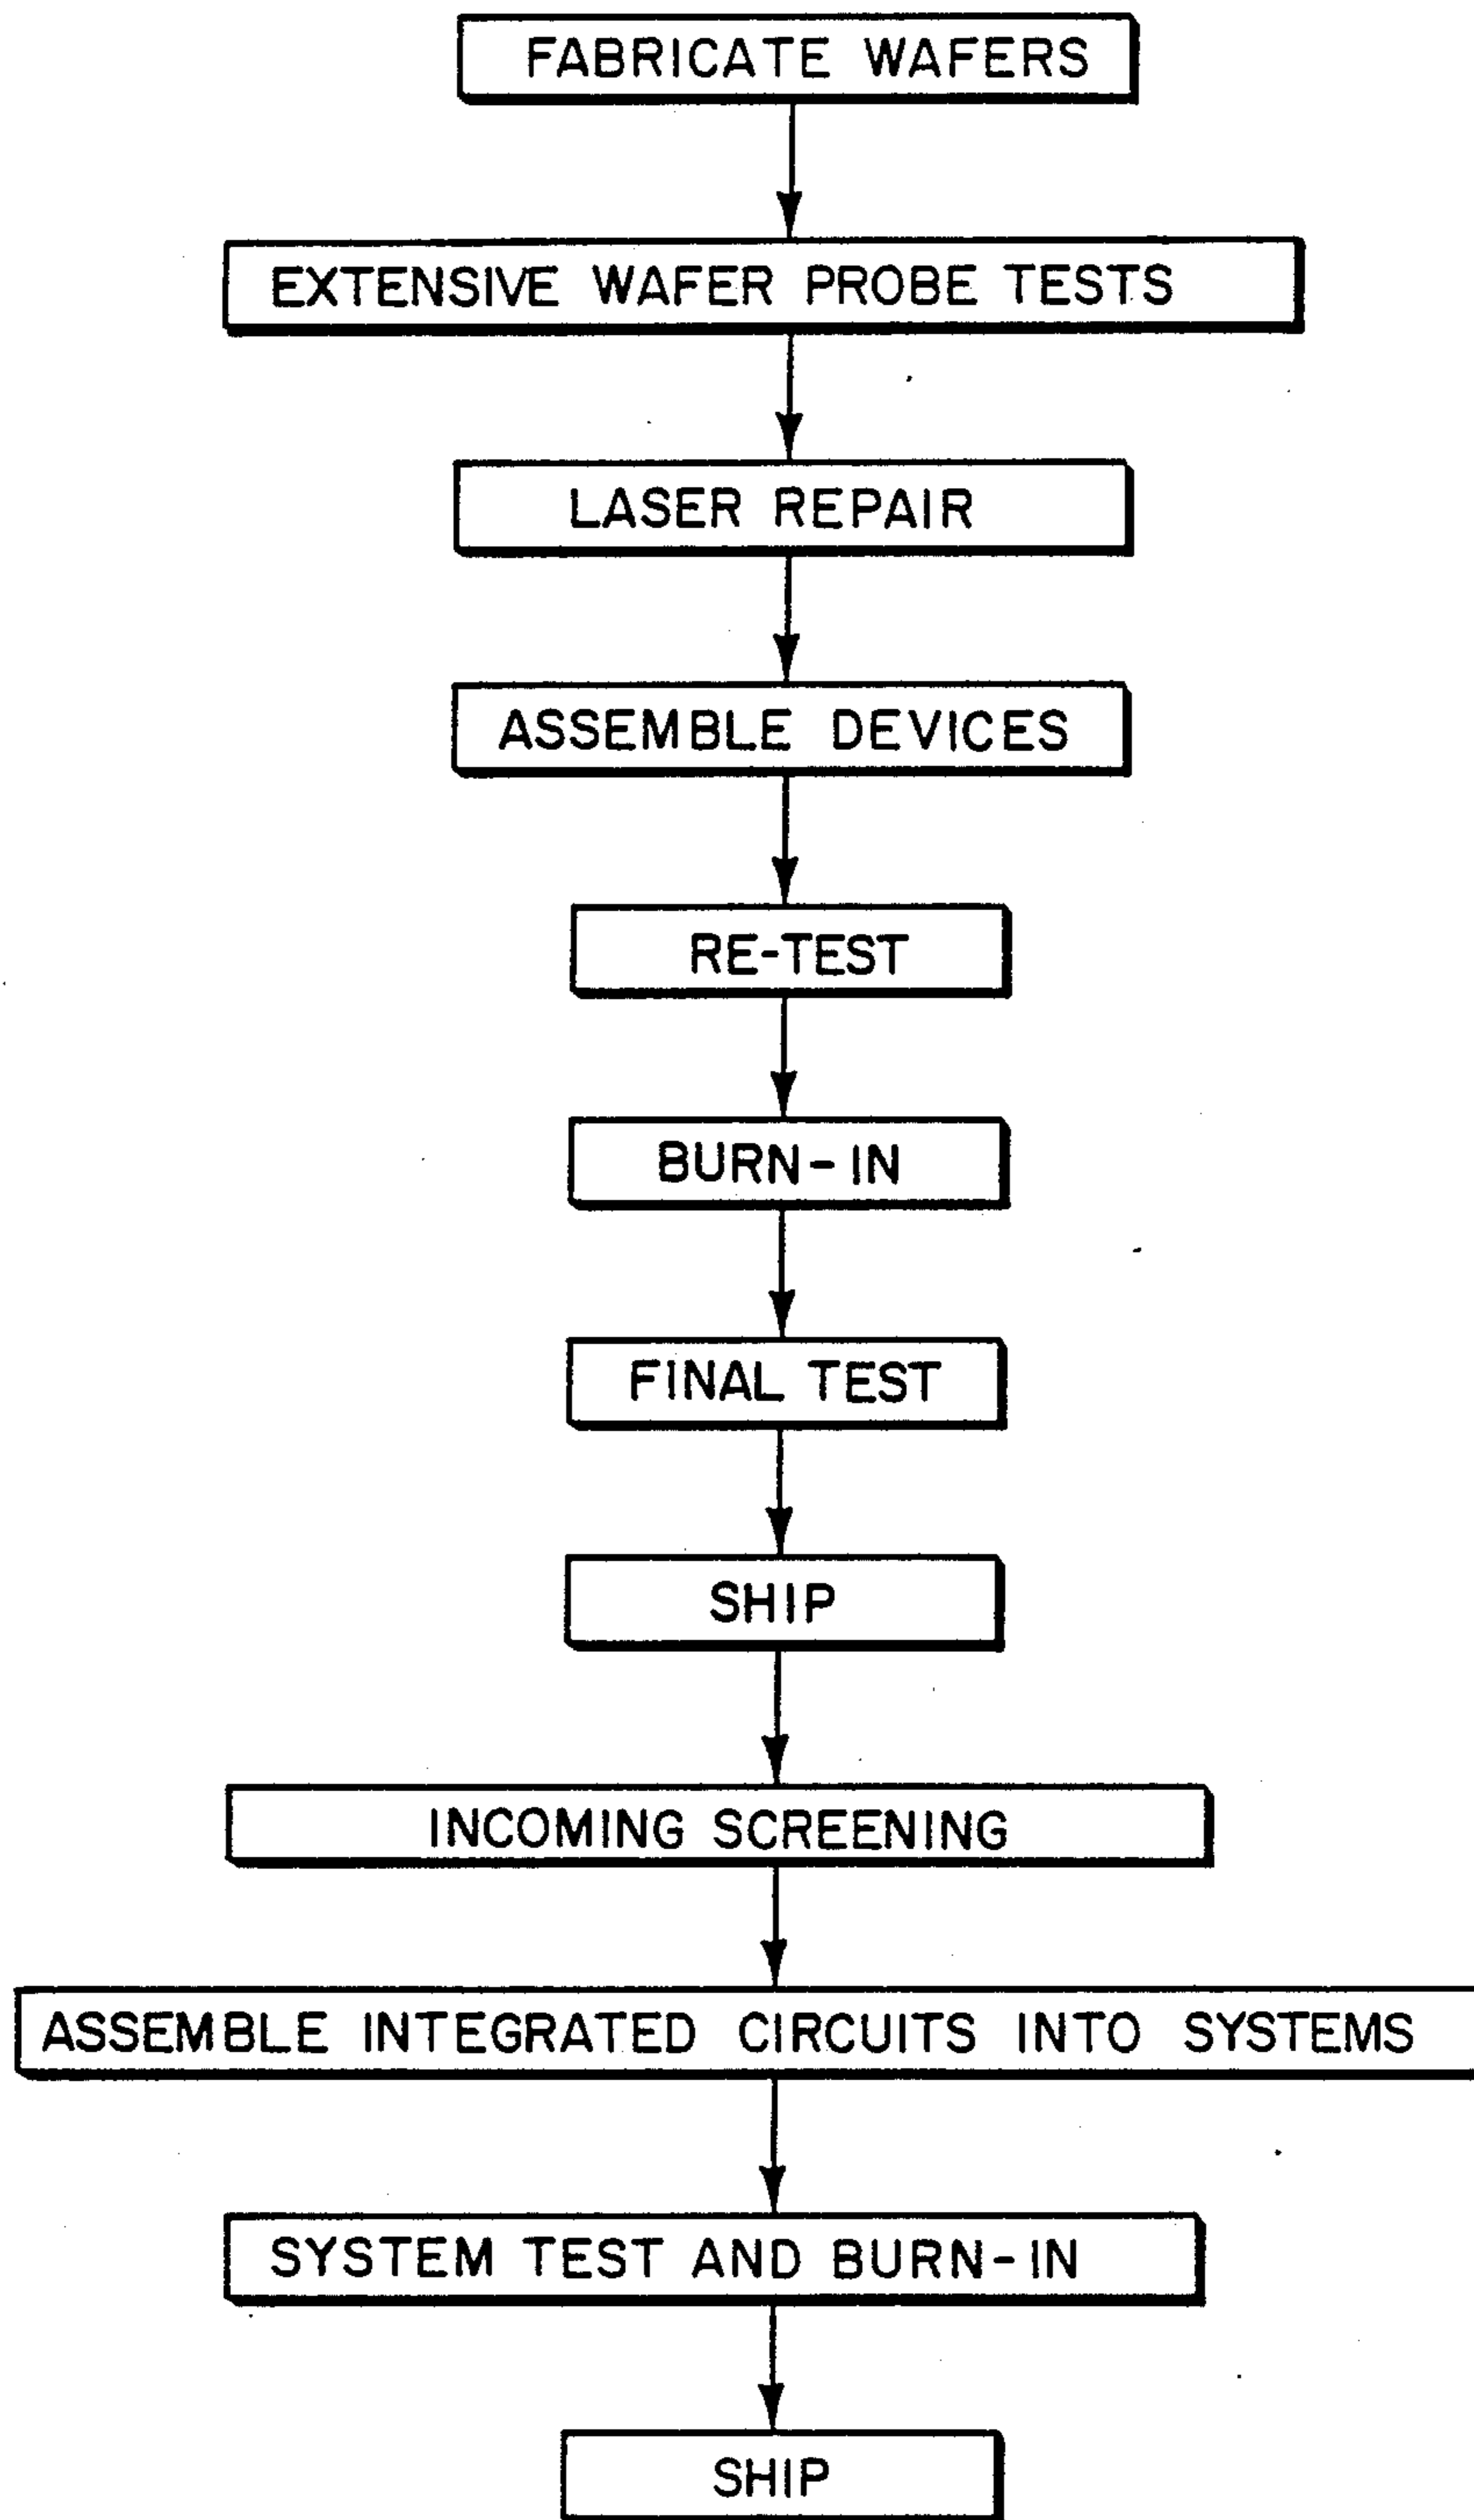 FABRICATE WAFERS
EXTENSIVE WAFER PROBE TESTS
LASER REPAIR
ASSEMBLE DEVICES
RE-TEST
BURN-IN
FINAL TEST
SHIP
INCOMING SCREENING
ASSEMBLE INTEGRATED CIRCUITS INTO SYSTEMS
SYSTEM TEST AND BURN-IN
SHIP